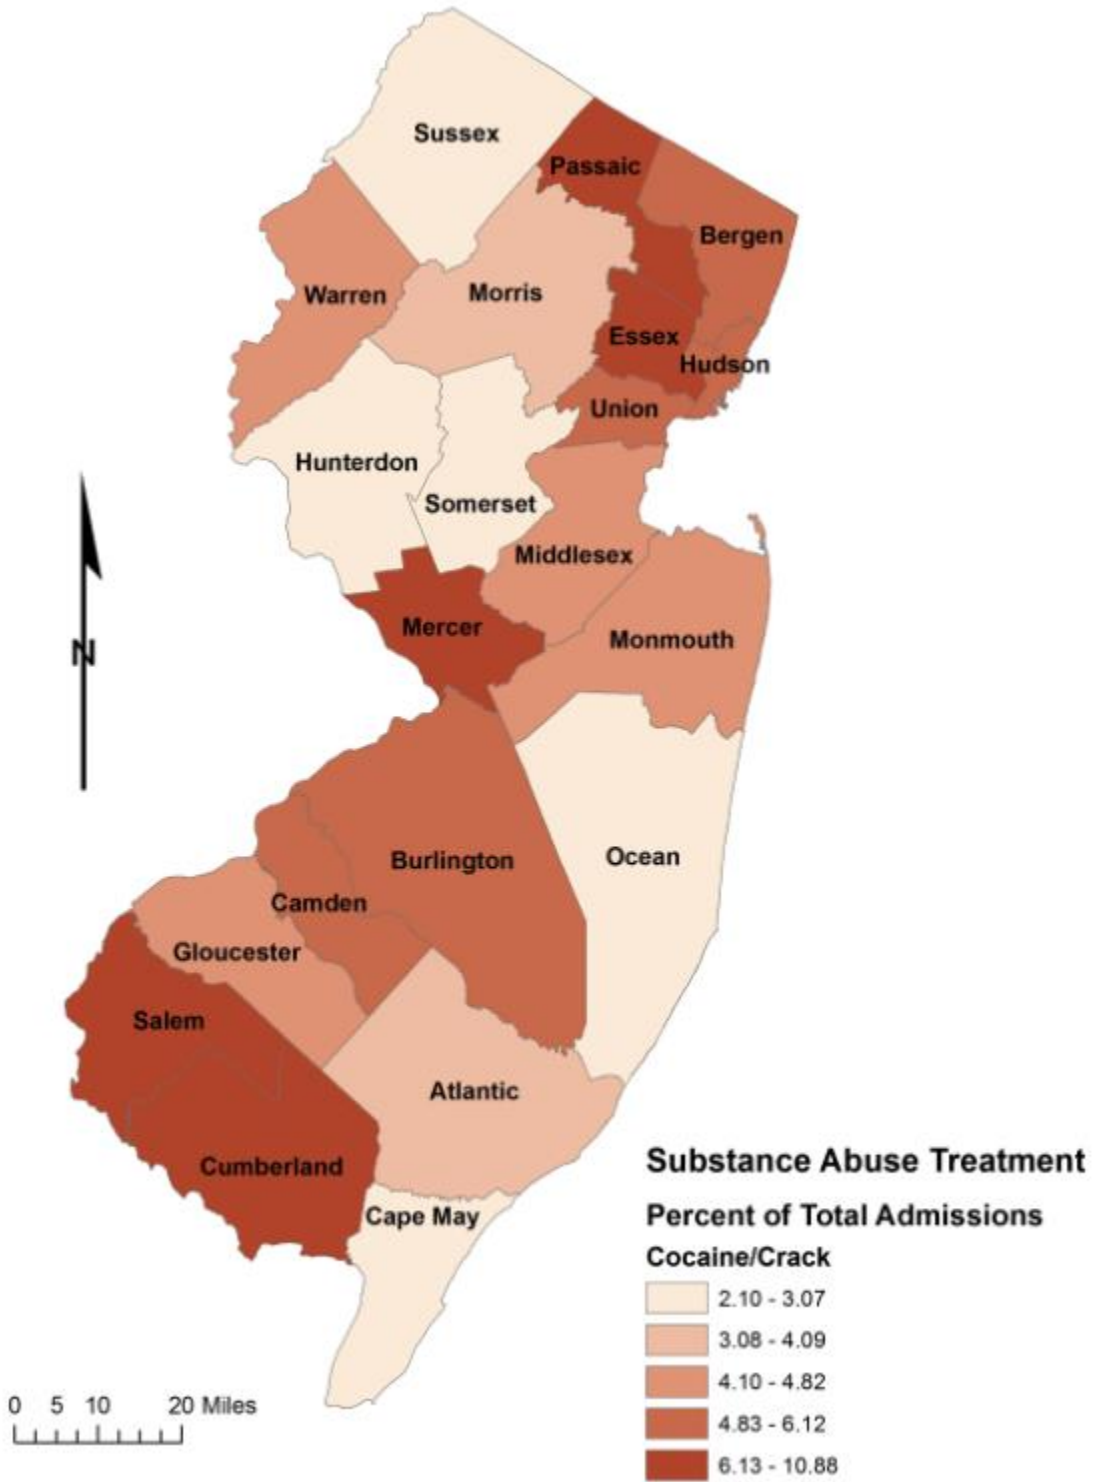 Sussex
Passaic
Bergen
Warren
Morris
Essex
Hudson
Union
Hunterdon
Somerset
Middlesex
Mercer
Monmouth
N
Burlington
Ocean
Camden
Gloucester
Salem
Atlantic
Cumberland
Cape May
Substance Abuse Treatment
Percent of Total Admissions
Cocaine/Crack
2.10 - 3.07
3.08 - 4.09
4.10 - 4.82
4.83 - 6.12
6.13 - 10.88
0 5 10 20 Miles